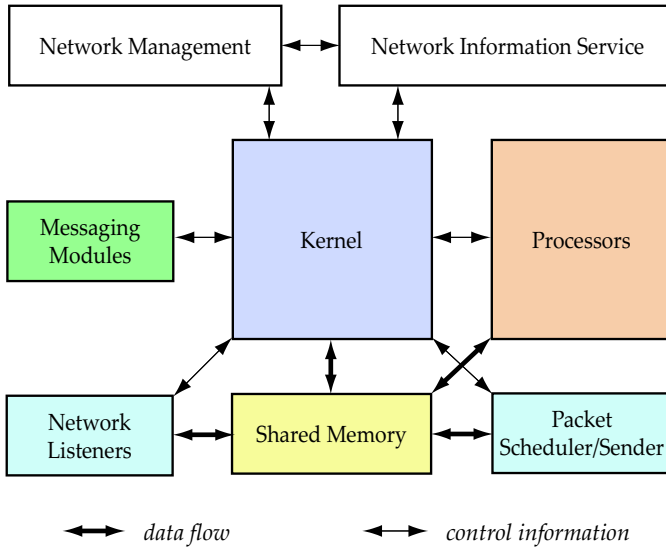 Network Management
Network Information Service
Messaging
Modules
Kernel
Processors
Network
Listeners
Shared Memory
Packet
Scheduler/Sender
data flow
control information